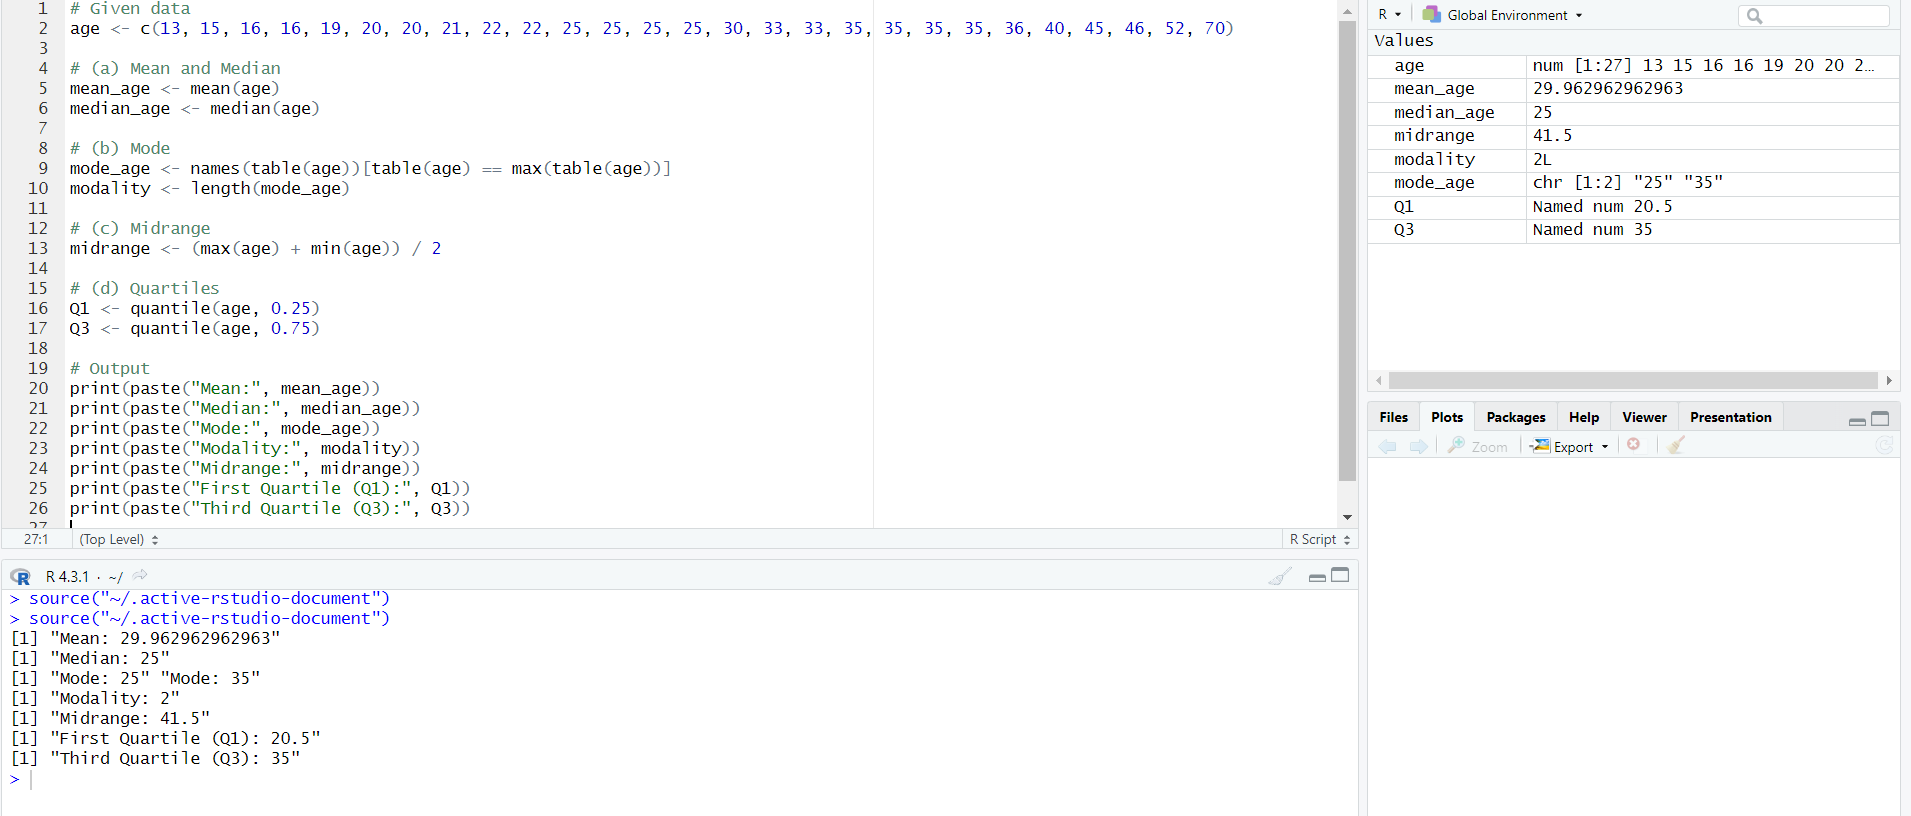 1 # Given data
2 age <- c(13, 15, 16, 16, 19, 20, 20, 21, 22, 22, 25, 25, 25, 25, 30, 33, 33, 35, 35, 35, 35, 36, 40, 45, 46, 52, 70)
3
4 # (a) Mean and Median
5 mean_age <- mean(age)
6 median_age <- median(age)
7
8 # (b) Mode
9 mode_age <- names(table(age))[table(age) == max(table(age))]
10 modality <- length(mode_age)
11
12 # (c) Midrange
13 midrange <- (max(age) + min(age)) / 2
14
15 # (d) Quartiles
16 Q1 <- quantile(age, 0.25)
17 Q3 <- quantile(age, 0.75)
18
19 # Output
20 print(paste("Mean:", mean_age))
21 print(paste("Median:", median_age))
22 print(paste("Mode:", mode_age))
23 print(paste("Modality:", modality))
24 print(paste("Midrange:", midrange))
25 print(paste("First Quartile (Q1):", Q1))
26 print(paste("Third Quartile (Q3):", Q3))
27
27:1 (Top Level) R Script
R 4.3.1 · ~/
> source("~/.active-rstudio-document")
> source("~/.active-rstudio-document")
[1] "Mean: 29.962962962963"
[1] "Median: 25"
[1] "Mode: 25" "Mode: 35"
[1] "Modality: 2"
[1] "Midrange: 41.5"
[1] "First Quartile (Q1): 20.5"
[1] "Third Quartile (Q3): 35"
>
R Global Environment
Values
age num [1:27] 13 15 16 16 19 20 20 2...
mean_age 29.962962962963
median_age 25
midrange 41.5
modality 2L
mode_age chr [1:2] "25" "35"
Q1 Named num 20.5
Q3 Named num 35
Files Plots Packages Help Viewer Presentation
Zoom Export